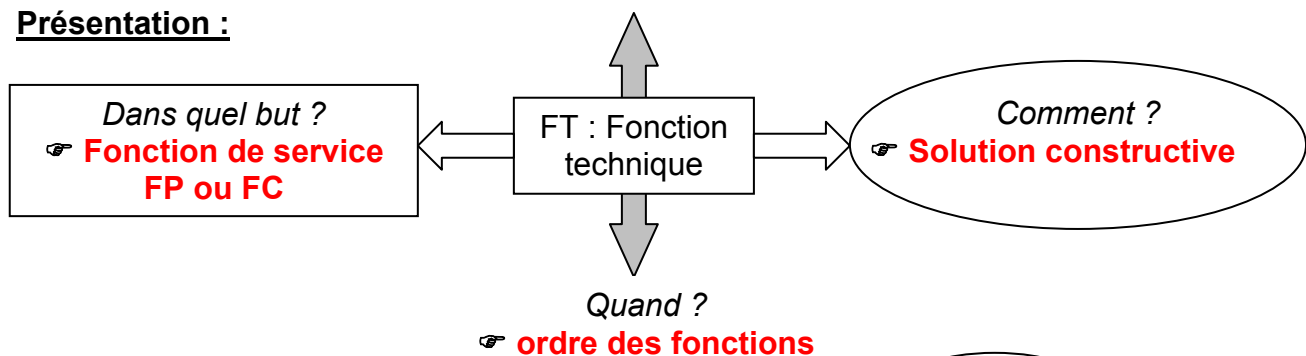 Présentation :
Dans quel but ?
☞ Fonction de service
FP ou FC
FT : Fonction
technique
Comment ?
☞ Solution constructive
Quand ?
☞ ordre des fonctions